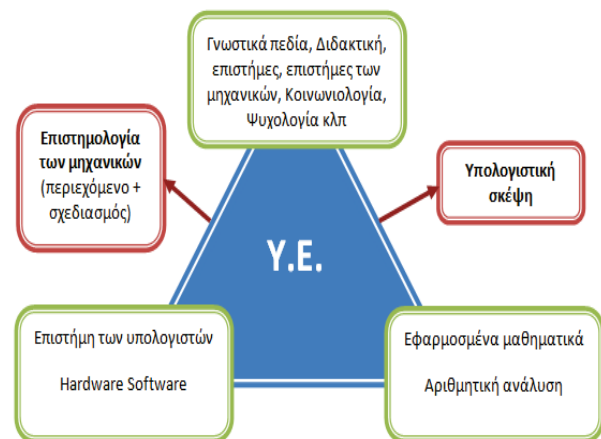 Γνωστικά πεδία, Διδακτική,
επιστήμες, επιστήμες των
μηχανικών, Κοινωνιολογία,
Ψυχολογία κλπ
Επιστημολογία
των μηχανικών
(περιεχόμενο +
σχεδιασμός)
Υπολογιστική
σκέψη
Υ.Ε.
Επιστήμη των υπολογιστών
Hardware Software
Εφαρμοσμένα μαθηματικά
Αριθμητική ανάλυση